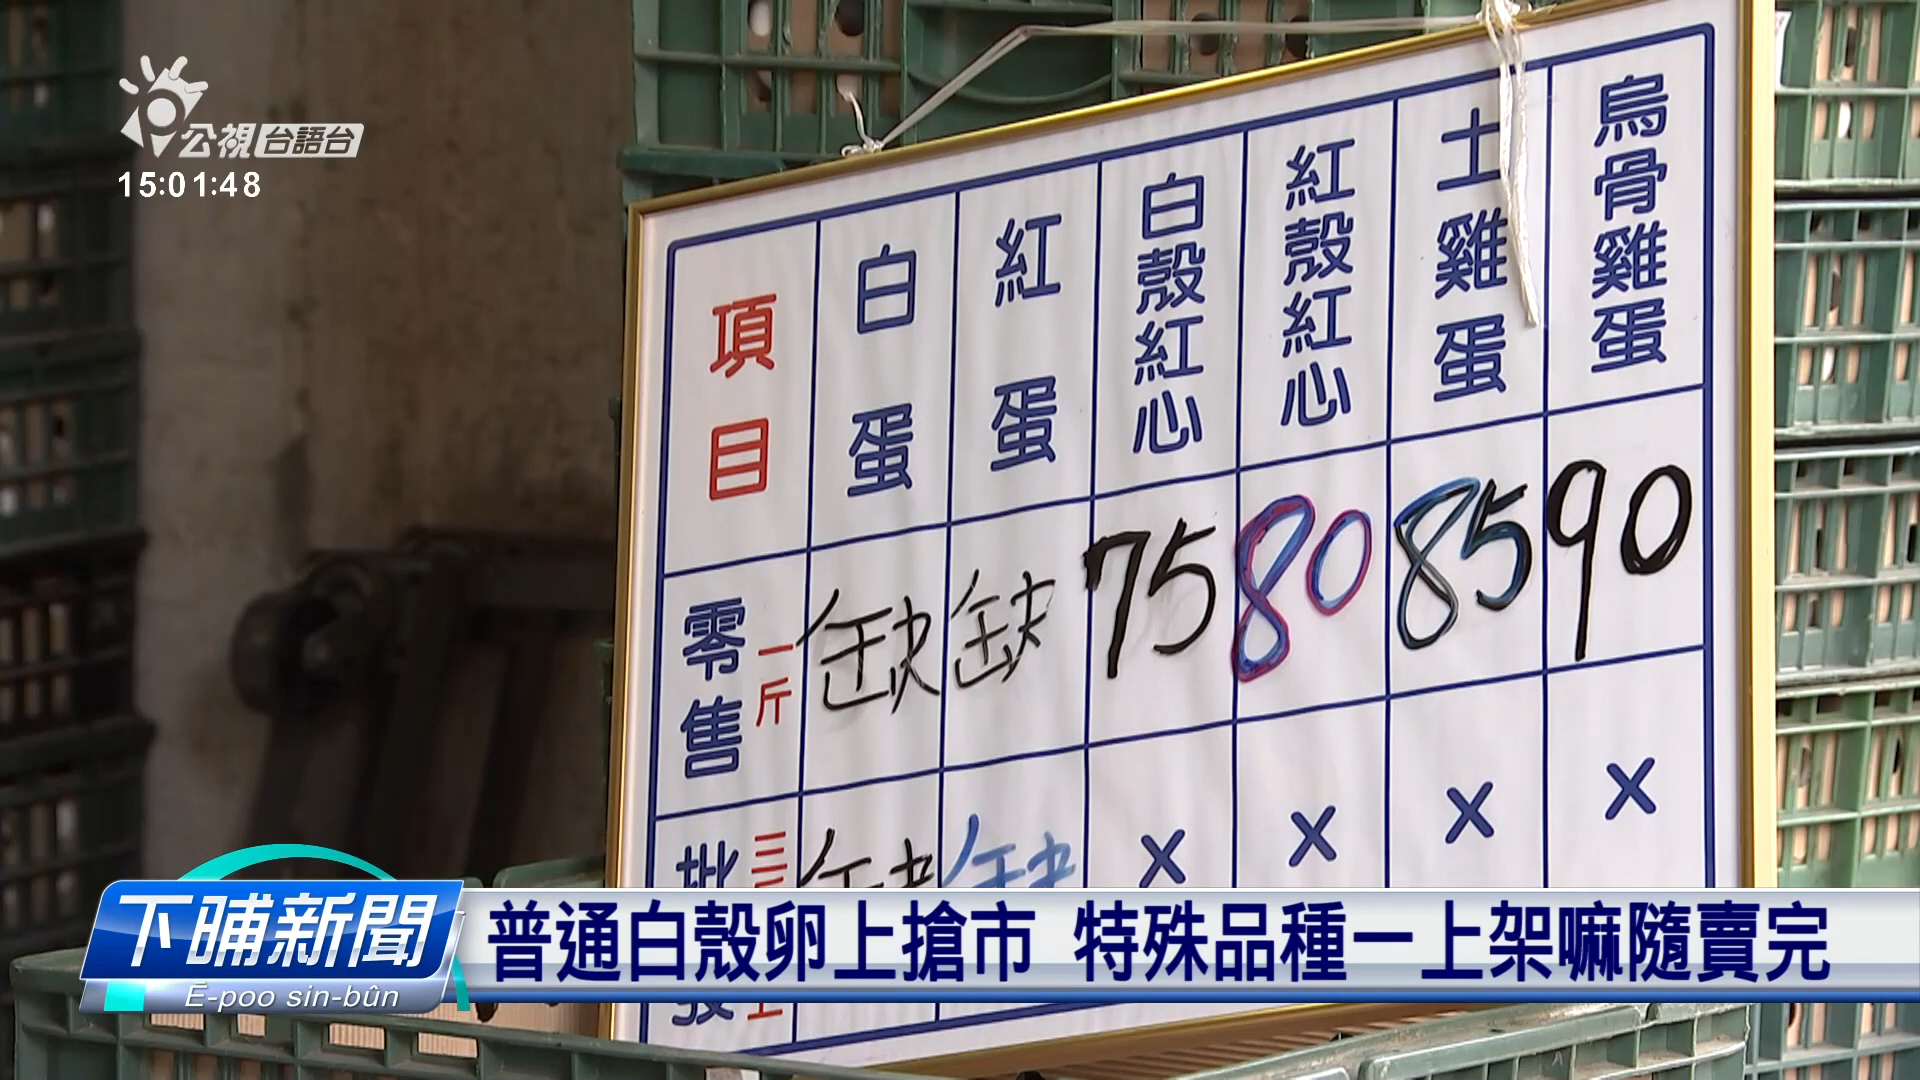 公視 台語台
15:01:48
項目 白蛋 紅蛋 白殼紅心 紅殼紅心 土雞蛋 烏骨雞蛋
零售 一斤 缺 缺 75 80 85 90
批 缺 缺 × × × ×
下晡新聞
Ē-poo sin-bûn
普通白殼卵上搶市 特殊品種一上架嘛隨賣完